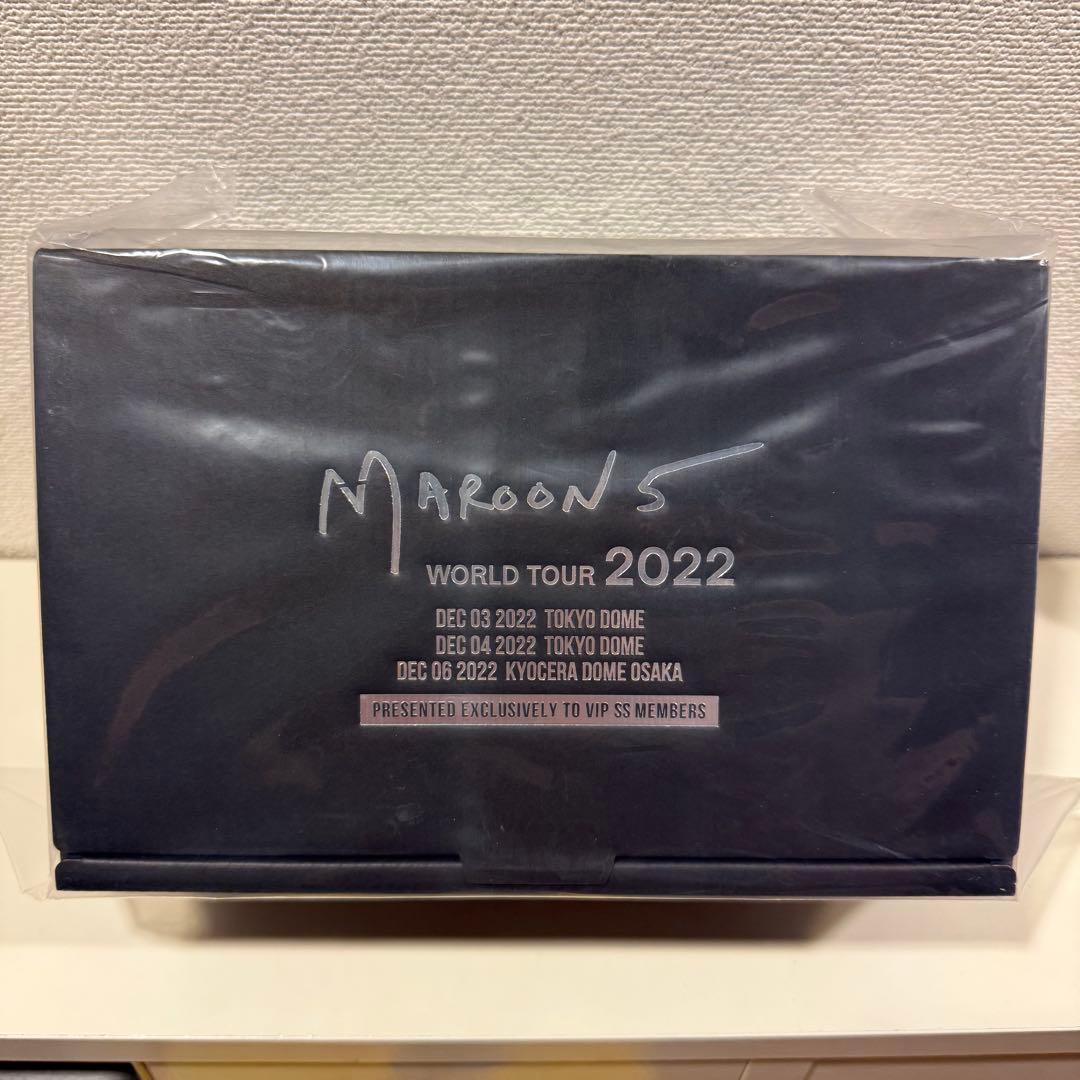 MAROON 5
WORLD TOUR 2022
DEC 03 2022 TOKYO DOME
DEC 04 2022 TOKYO DOME
DEC 06 2022 KYOCERA DOME OSAKA
PRESENTED EXCLUSIVELY TO VIP SS MEMBERS